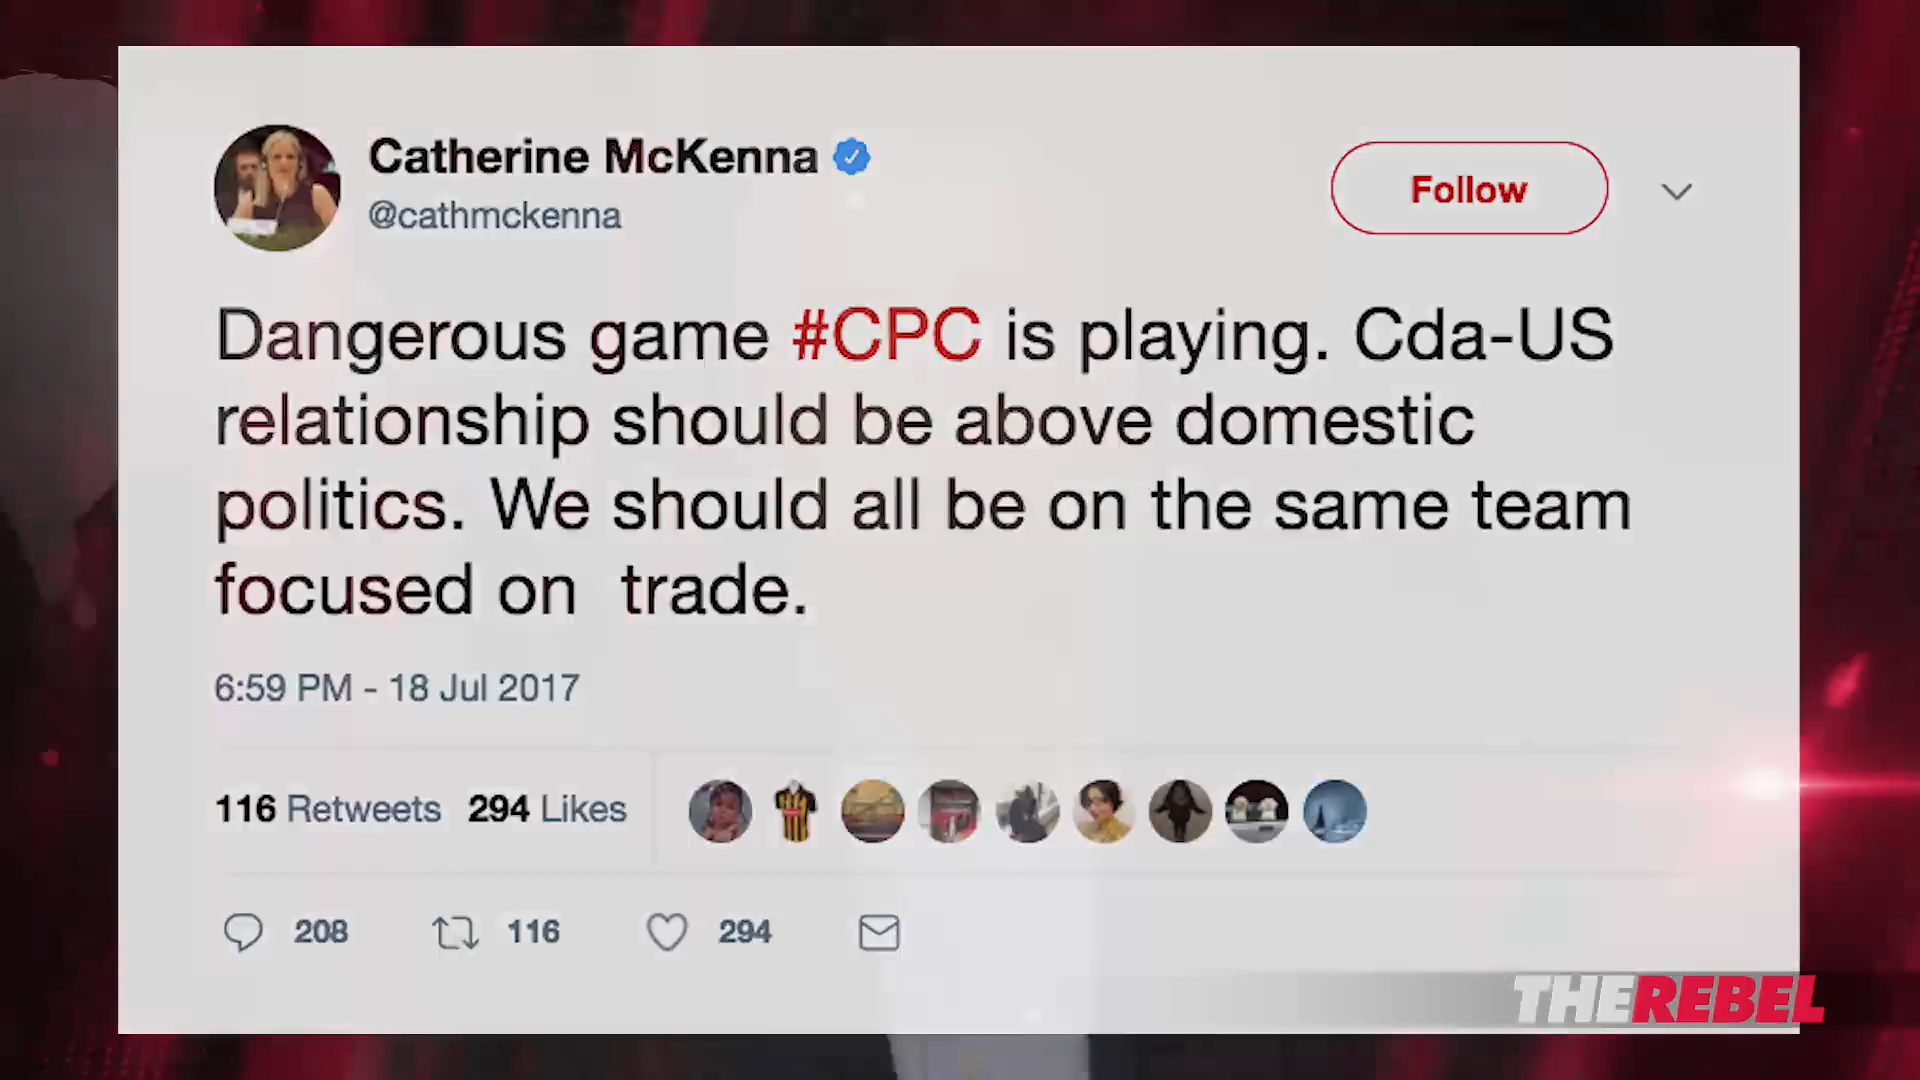 Catherine McKenna
@cathmckenna
Follow
Dangerous game #CPC is playing. Cda-US
relationship should be above domestic
politics. We should all be on the same team
focused on  trade.
6:59 PM - 18 Jul 2017
116 Retweets 294 Likes
208 116 294
THE REBEL